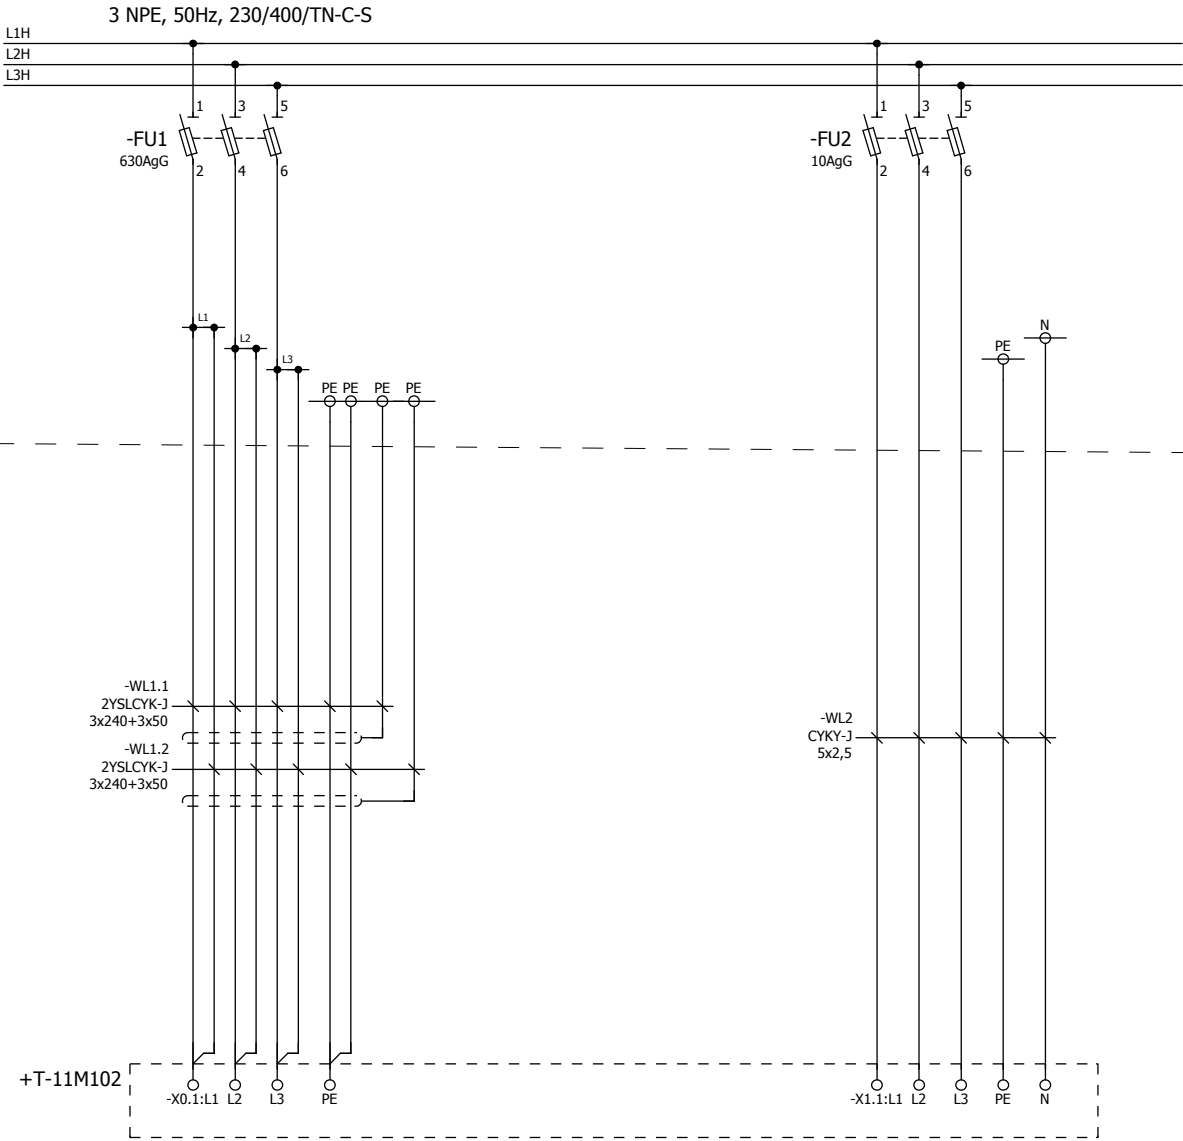 3 NPE, 50Hz, 230/400/TN-C-S
L1H
L2H
L3H
1 3 5
-FU1
630AgG
2 4 6
1 3 5
-FU2
10AgG
2 4 6
L1
L2
L3
PE PE PE PE
N
PE
-WL1.1
2YSLCYK-J
3x240+3x50
-WL1.2
2YSLCYK-J
3x240+3x50
-WL2
CYKY-J
5x2,5
+T-11M102
-X0.1:L1 L2 L3 PE
-X1.1:L1 L2 L3 PE N